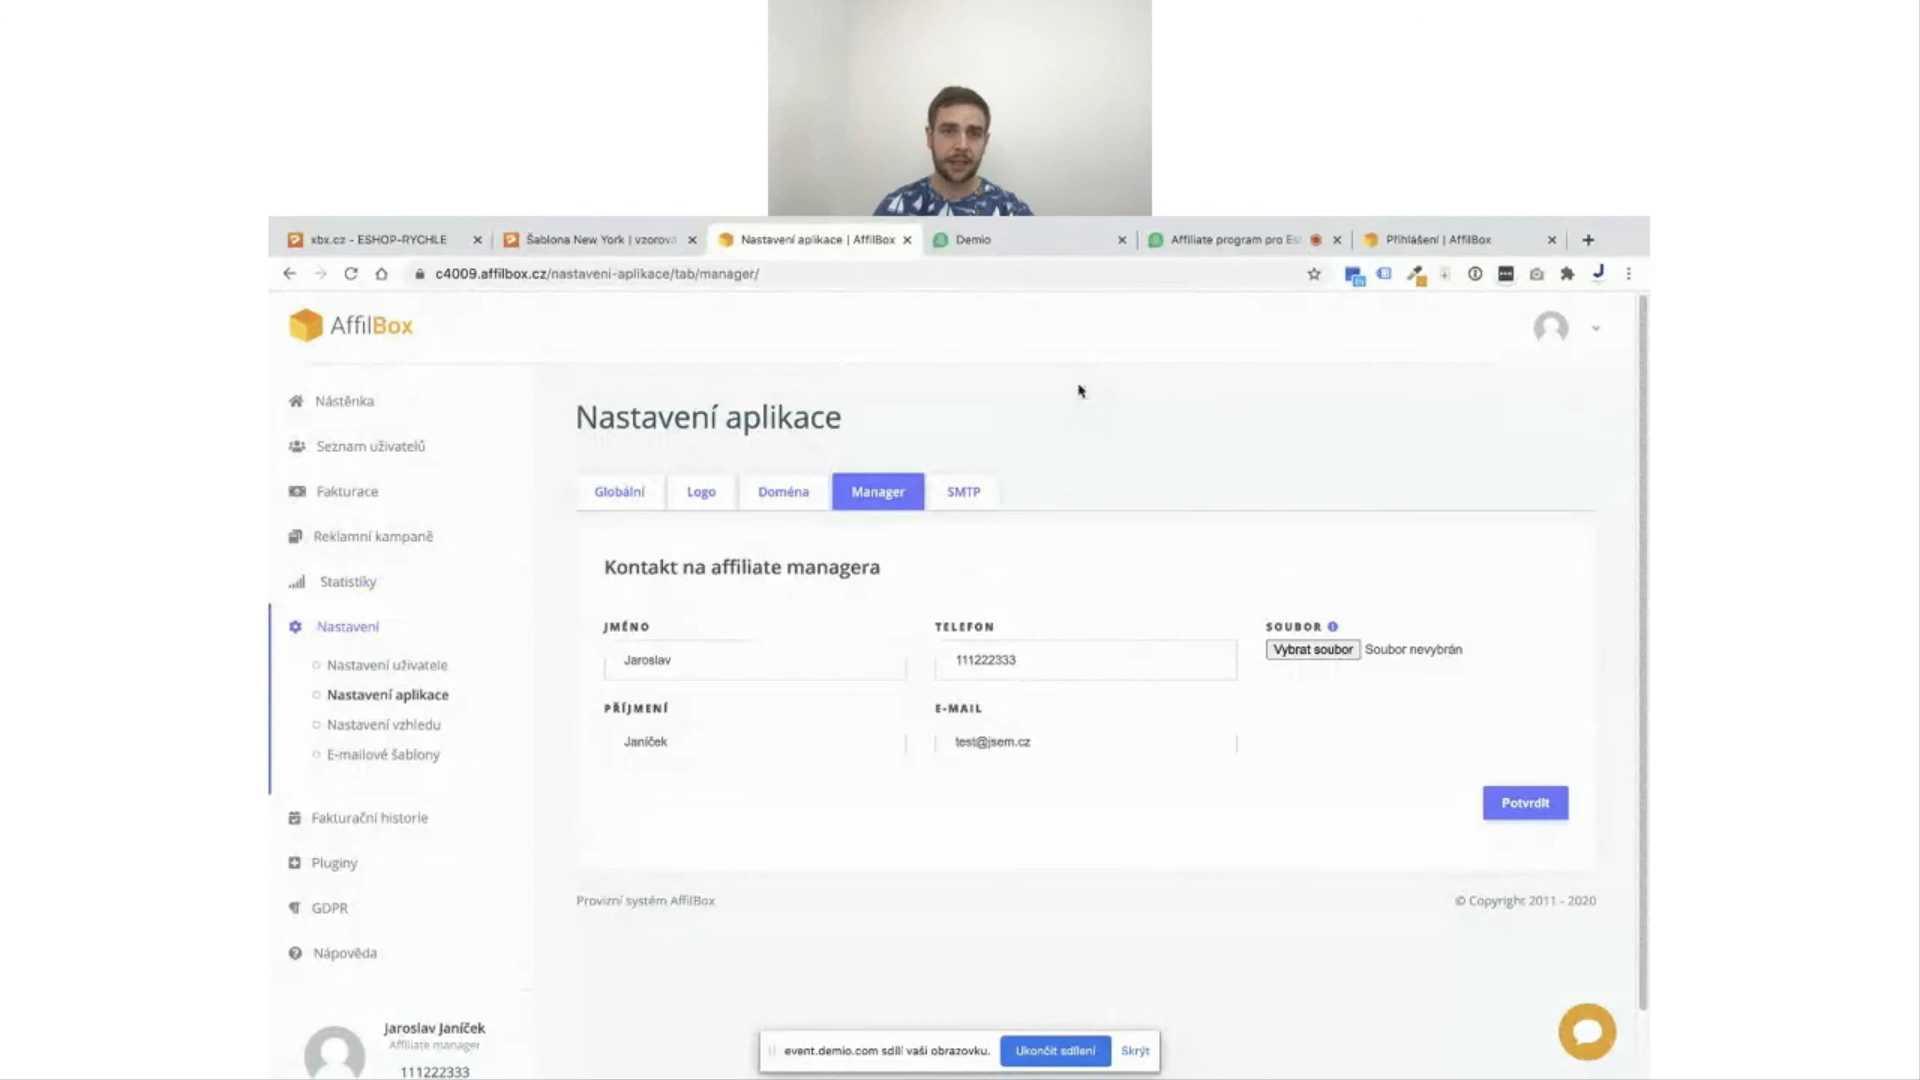 xbx.cz - ESHOP-RYCHLE
Šablona New York | vzorová
Nastavení aplikace | AffilBox
Demio
Affiliate program pro Es
Přihlášení | AffilBox
c4009.affilbox.cz/nastaveni-aplikace/tab/manager/
AffilBox
Nástěnka
Seznam uživatelů
Fakturace
Reklamní kampaně
Statistiky
Nastavení
Nastavení uživatele
Nastavení aplikace
Nastavení vzhledu
E-mailové šablony
Fakturační historie
Pluginy
GDPR
Nápověda
Jaroslav Janíček
Affiliate manager
111222333
Nastavení aplikace
Globální
Logo
Doména
Manager
SMTP
Kontakt na affiliate managera
JMÉNO
Jaroslav
TELEFON
111222333
SOUBOR
Vybrat soubor Soubor nevybrán
PŘÍJMENÍ
Janíček
E-MAIL
test@jsem.cz
Potvrdit
Provizní systém AffilBox
© Copyright 2011 - 2020
event.demio.com sdílí vaši obrazovku.
Ukončit sdílení
Skrýt